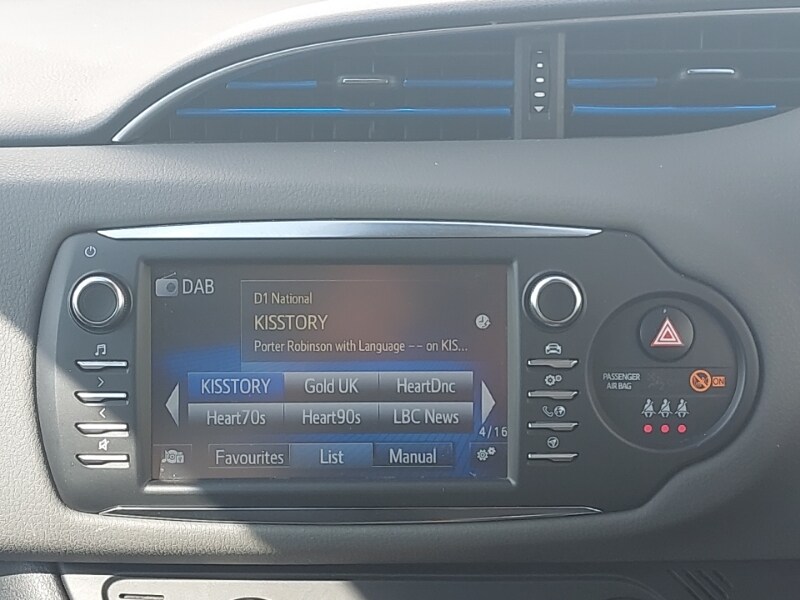 DAB
D1 National
KISSTORY
Porter Robinson with Language -- on KIS...
KISSTORY Gold UK HeartDnc
Heart70s Heart90s LBC News
4/16
Favourites List Manual
PASSENGER
AIR BAG
ON